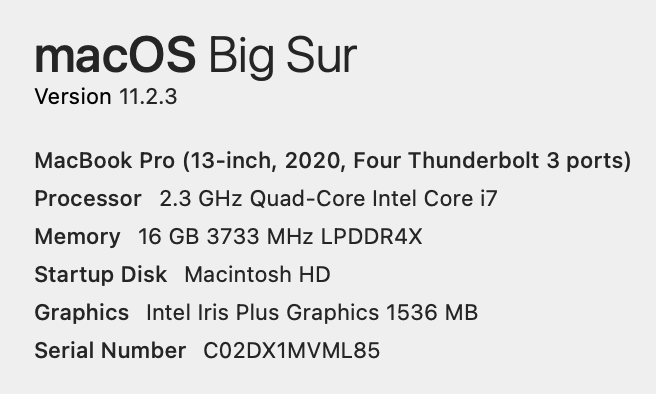 macOS Big Sur
Version 11.2.3
MacBook Pro (13-inch, 2020, Four Thunderbolt 3 ports)
Processor 2.3 GHz Quad-Core Intel Core i7
Memory 16 GB 3733 MHz LPDDR4X
Startup Disk Macintosh HD
Graphics Intel Iris Plus Graphics 1536 MB
Serial Number C02DX1MVML85